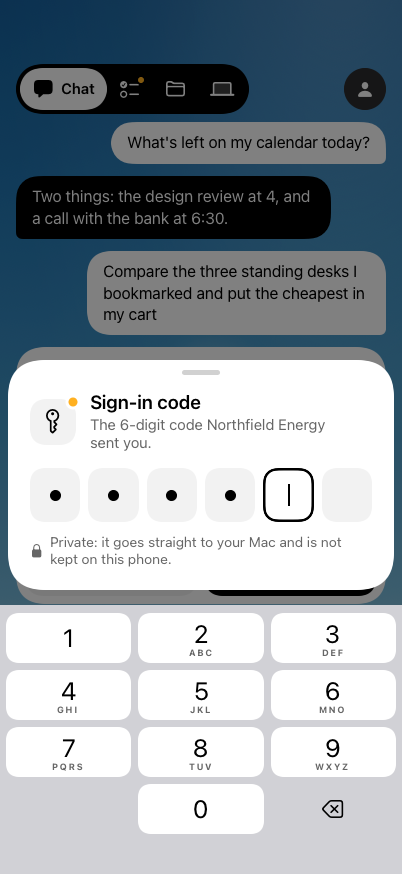 Chat
What's left on my calendar today?
Two things: the design review at 4, and
a call with the bank at 6:30.
Compare the three standing desks I
bookmarked and put the cheapest in
my cart
Sign-in code
The 6-digit code Northfield Energy
sent you.
Private: it goes straight to your Mac and is not
kept on this phone.
1
2
ABC
3
DEF
4
GHI
5
JKL
6
MNO
7
PQRS
8
TUV
9
WXYZ
0